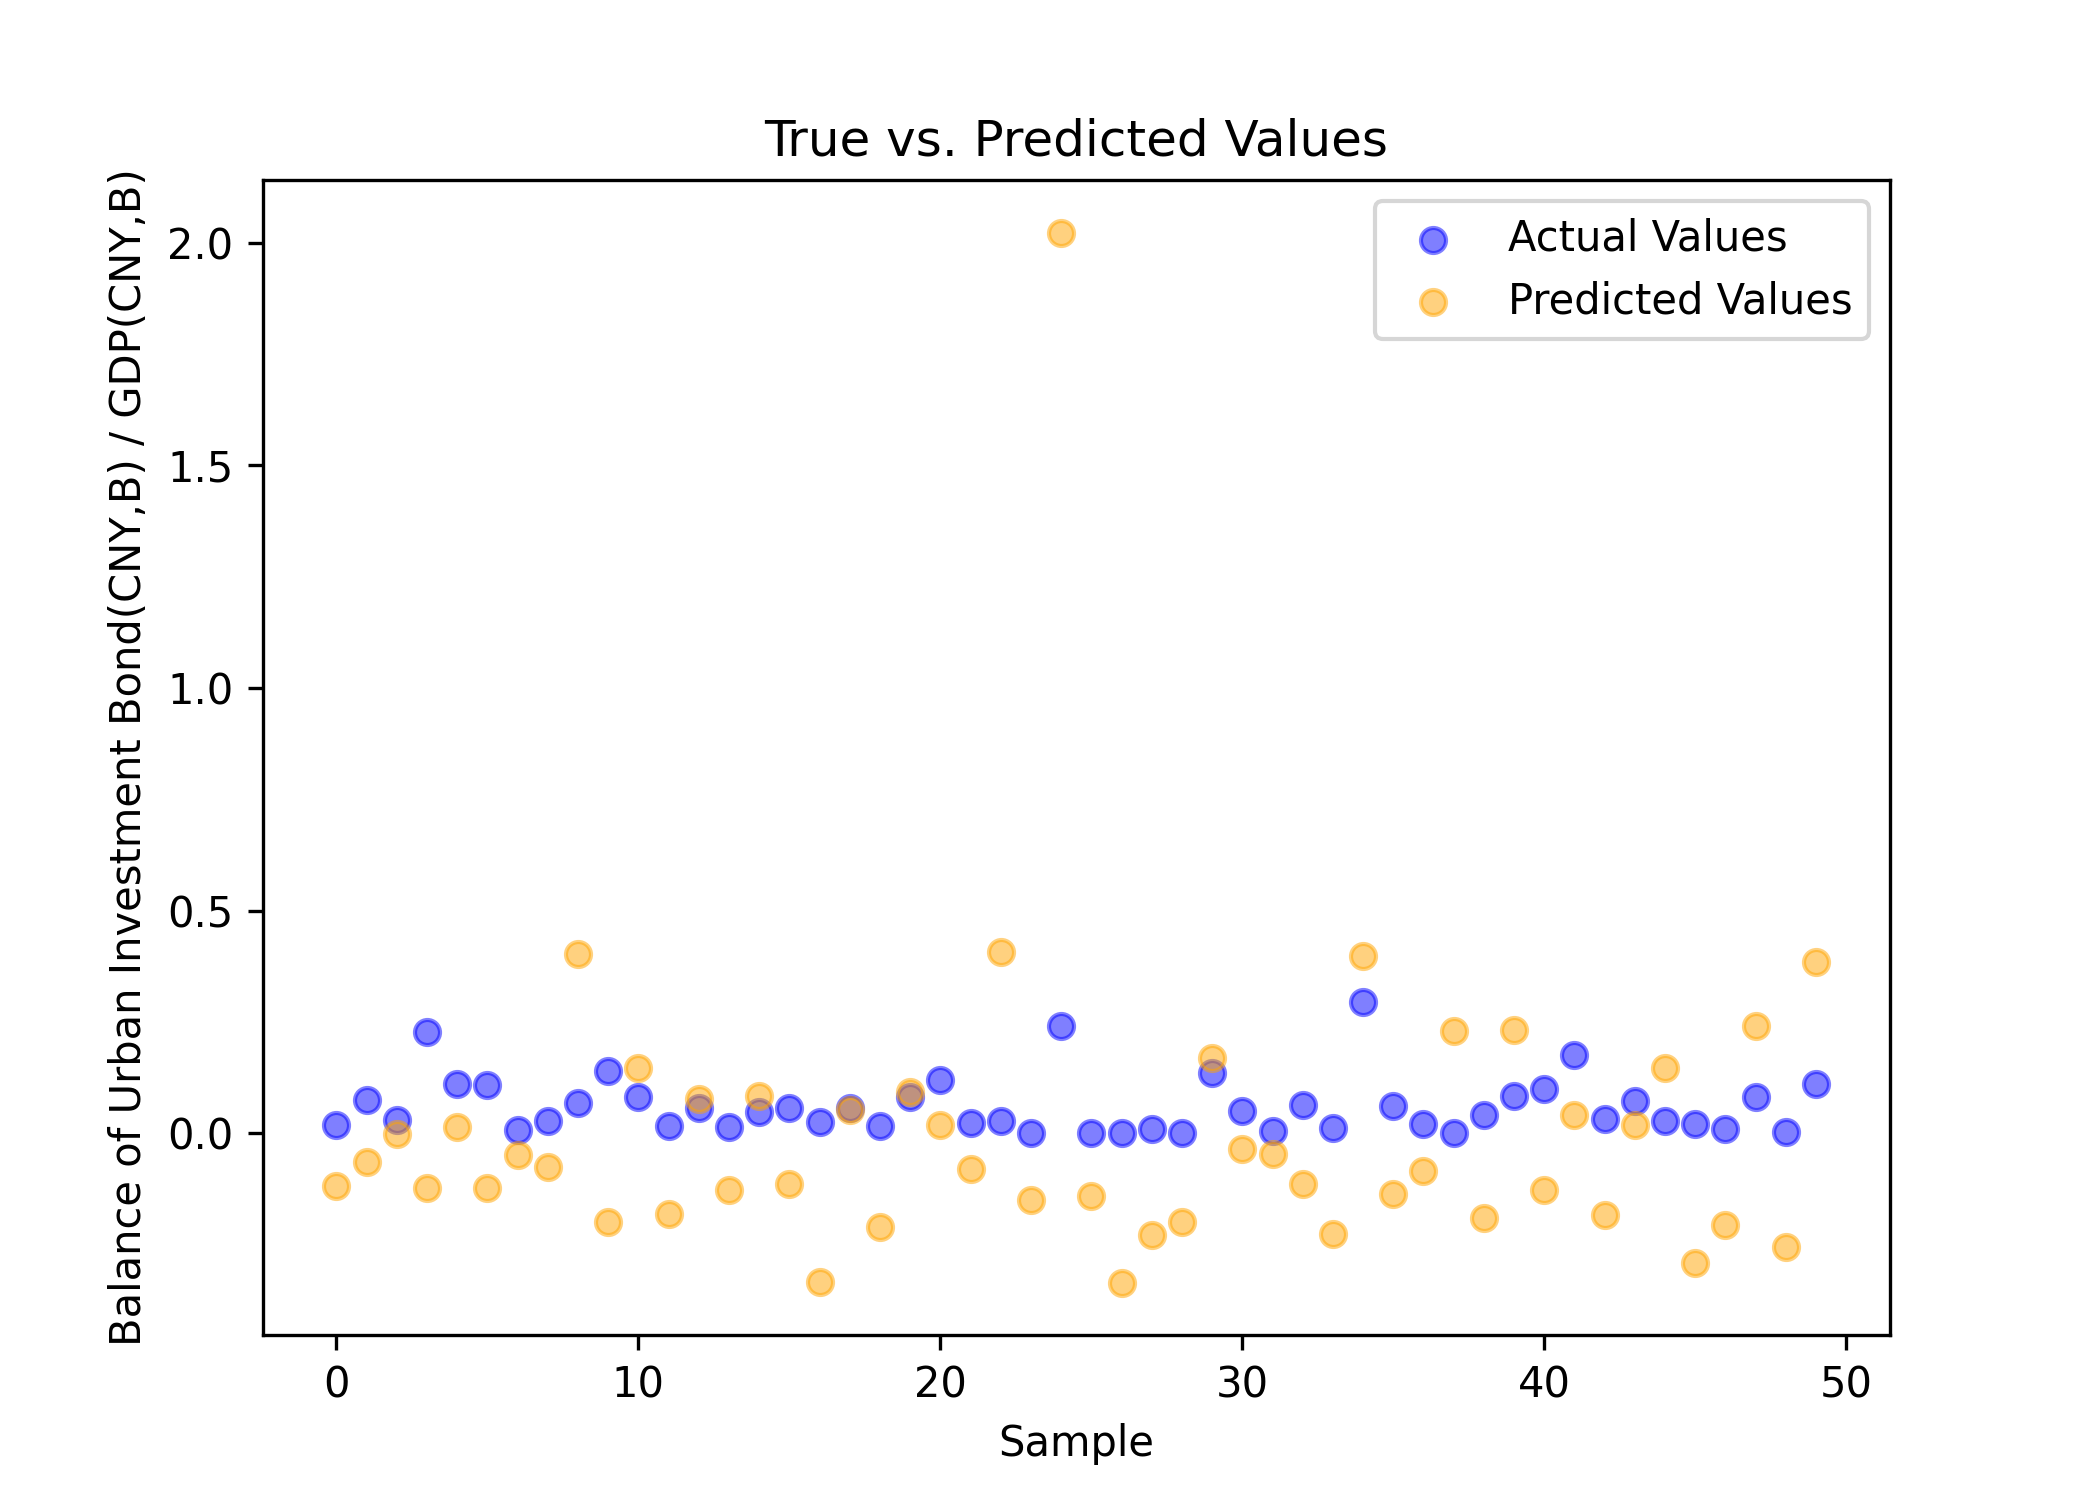 True vs. Predicted Values
Actual Values
Predicted Values
Balance of Urban Investment Bond(CNY,B) / GDP(CNY,B)
2.0
1.5
1.0
0.5
0.0
0 10 20 30 40 50
Sample